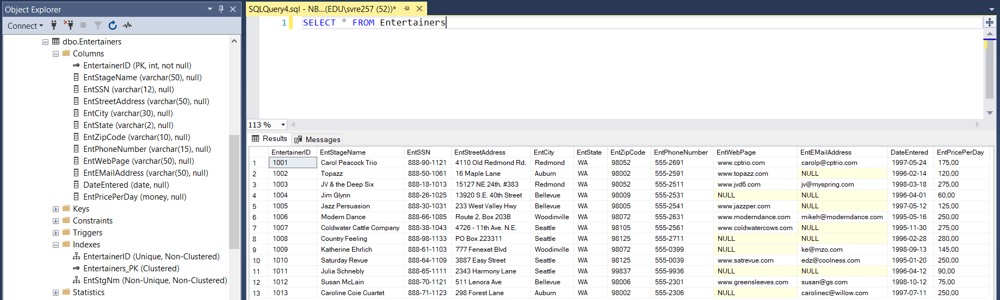 Object Explorer
Connect
dbo.Entertainers
Columns
EntertainerID (PK, int, not null)
EntStageName (varchar(50), null)
EntSSN (varchar(12), null)
EntStreetAddress (varchar(50), null)
EntCity (varchar(30), null)
EntState (varchar(2), null)
EntZipCode (varchar(10), null)
EntPhoneNumber (varchar(15), null)
EntWebPage (varchar(50), null)
EntEMailAddress (varchar(50), null)
DateEntered (date, null)
EntPricePerDay (money, null)
Keys
Constraints
Triggers
Indexes
EntertainerID (Unique, Non-Clustered)
Entertainers_PK (Clustered)
EntStgNm (Non-Unique, Non-Clustered)
Statistics
SQLQuery4.sql - NB...(EDU\svre257 (52))*
1 SELECT * FROM Entertainers
113 %
Results Messages
EntertainerID EntStageName EntSSN EntStreetAddress EntCity EntState EntZipCode EntPhoneNumber EntWebPage EntEMailAddress DateEntered EntPricePerDay
1 1001 Carol Peacock Trio 888-90-1121 4110 Old Redmond Rd. Redmond WA 98052 555-2691 www.cptrio.com carolp@cptrio.com 1997-05-24 175,00
2 1002 Topazz 888-50-1061 16 Maple Lane Auburn WA 98002 555-2591 www.topazz.com NULL 1996-02-14 120,00
3 1003 JV & the Deep Six 888-18-1013 15127 NE 24th, #383 Redmond WA 98052 555-2511 www.jvd6.com jv@myspring.com 1998-03-18 275,00
4 1004 Jim Glynn 888-26-1025 13920 S.E. 40th Street Bellevue WA 98009 555-2531 NULL NULL 1996-04-01 60,00
5 1005 Jazz Persuasion 888-30-1031 233 West Valley Hwy Bellevue WA 98005 555-2541 www.jazzper.com NULL 1997-05-12 125,00
6 1006 Modern Dance 888-66-1085 Route 2, Box 203B Woodinville WA 98072 555-2631 www.moderndance.com mikeh@moderndance.com 1995-05-16 250,00
7 1007 Coldwater Cattle Company 888-38-1043 4726 - 11th Ave. N.E. Seattle WA 98105 555-2561 www.coldwatercows.com NULL 1995-11-30 275,00
8 1008 Country Feeling 888-98-1133 PO Box 223311 Seattle WA 98125 555-2711 NULL NULL 1996-02-28 280,00
9 1009 Katherine Ehrlich 888-61-1103 777 Fenexet Blvd Woodinville WA 98072 555-0399 NULL ke@mzo.com 1998-09-13 145,00
10 1010 Saturday Revue 888-64-1109 3887 Easy Street Seattle WA 98125 555-0039 www.satrevue.com edz@coolness.com 1995-01-20 250,00
11 1011 Julia Schnebly 888-65-1111 2343 Harmony Lane Seattle WA 99837 555-9936 NULL NULL 1996-04-12 90,00
12 1012 Susan McLain 888-70-1121 511 Lenora Ave Bellevue WA 98006 555-2301 www.greensleeves.com susan@gs.com 1998-10-12 75,00
13 1013 Caroline Coie Cuartet 888-71-1123 298 Forest Lane Auburn WA 98002 555-2306 NULL carolinec@willow.com 1997-07-11 250,00